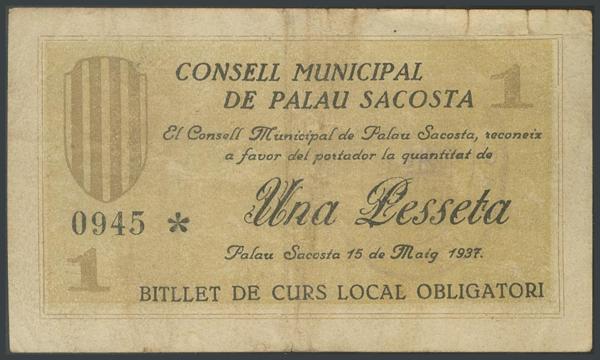 CONSELL MUNICIPAL
DE PALAU SACOSTA
1
El Consell Municipal de Palau Sacosta, reconeix
a favor del portador la quantitat de
Una Pesseta
0945 *
Palau Sacosta 15 de Maig 1937.
1
BITLLET DE CURS LOCAL OBLIGATORI